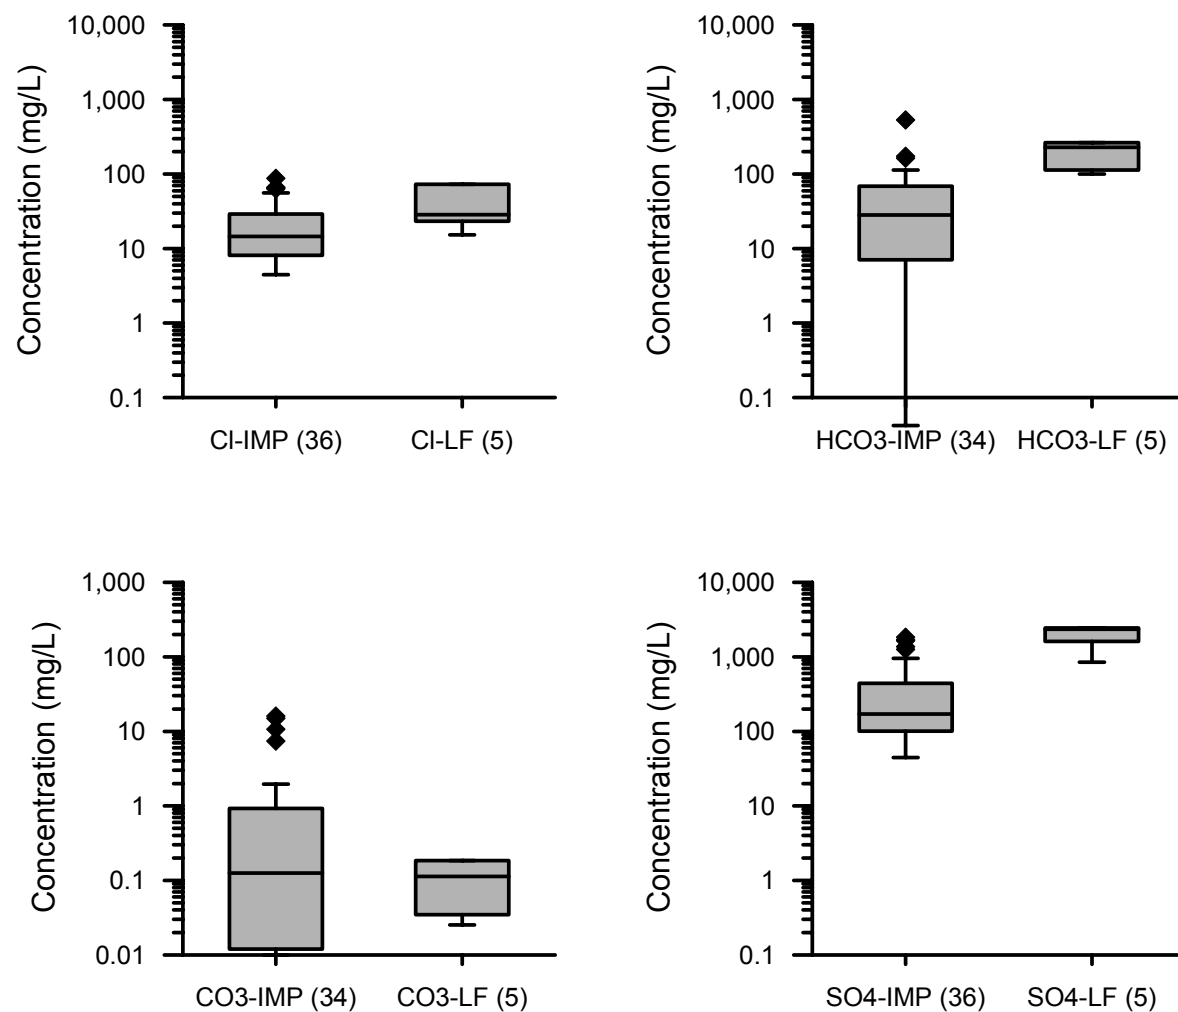 Concentration (mg/L)
10,000
1,000
100
10
1
0.1
Cl-IMP (36)
Cl-LF (5)
Concentration (mg/L)
10,000
1,000
100
10
1
0.1
HCO3-IMP (34)
HCO3-LF (5)
Concentration (mg/L)
1,000
100
10
1
0.1
0.01
CO3-IMP (34)
CO3-LF (5)
Concentration (mg/L)
10,000
1,000
100
10
1
0.1
SO4-IMP (36)
SO4-LF (5)